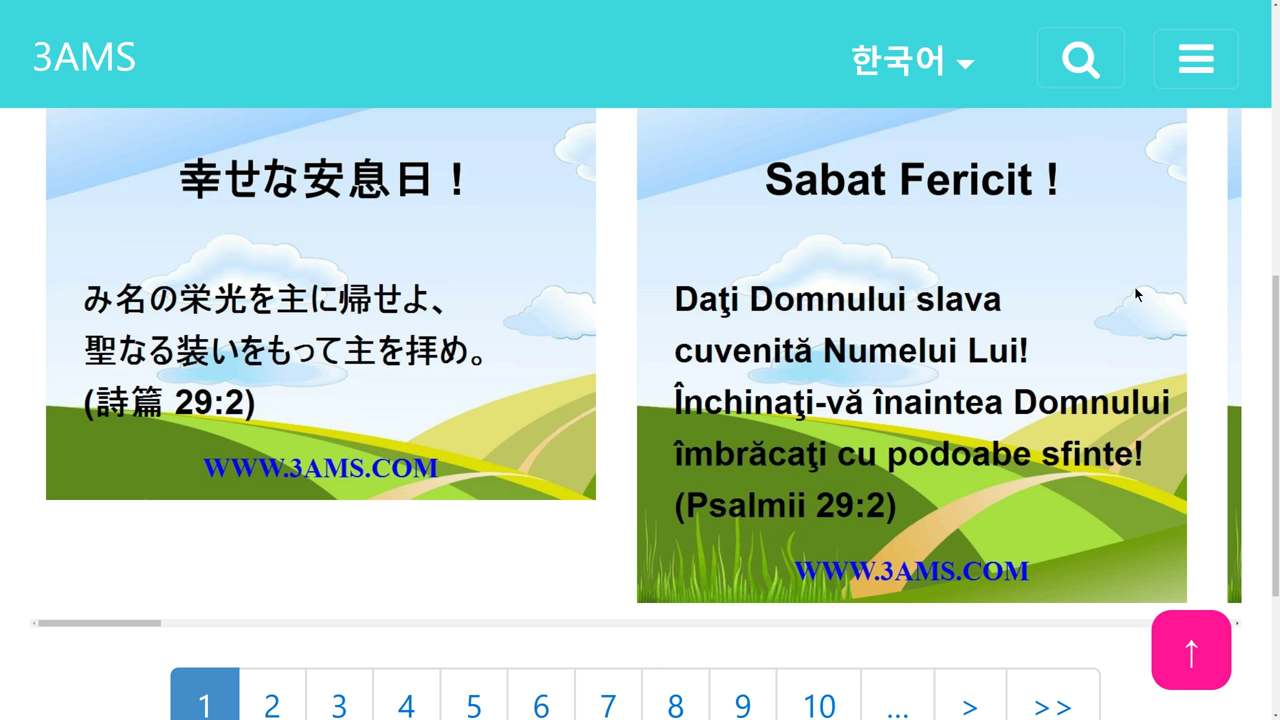 3AMS
한국어
幸せな安息日！
み名の栄光を主に帰せよ、
聖なる装いをもって主を拝め。
(詩篇 29:2)
WWW.3AMS.COM
Sabat Fericit !
Daţi Domnului slava
cuvenită Numelui Lui!
Închinaţi-vă înaintea Domnului
îmbrăcaţi cu podoabe sfinte!
(Psalmii 29:2)
WWW.3AMS.COM
↑
1 2 3 4 5 6 7 8 9 10 ... > >>